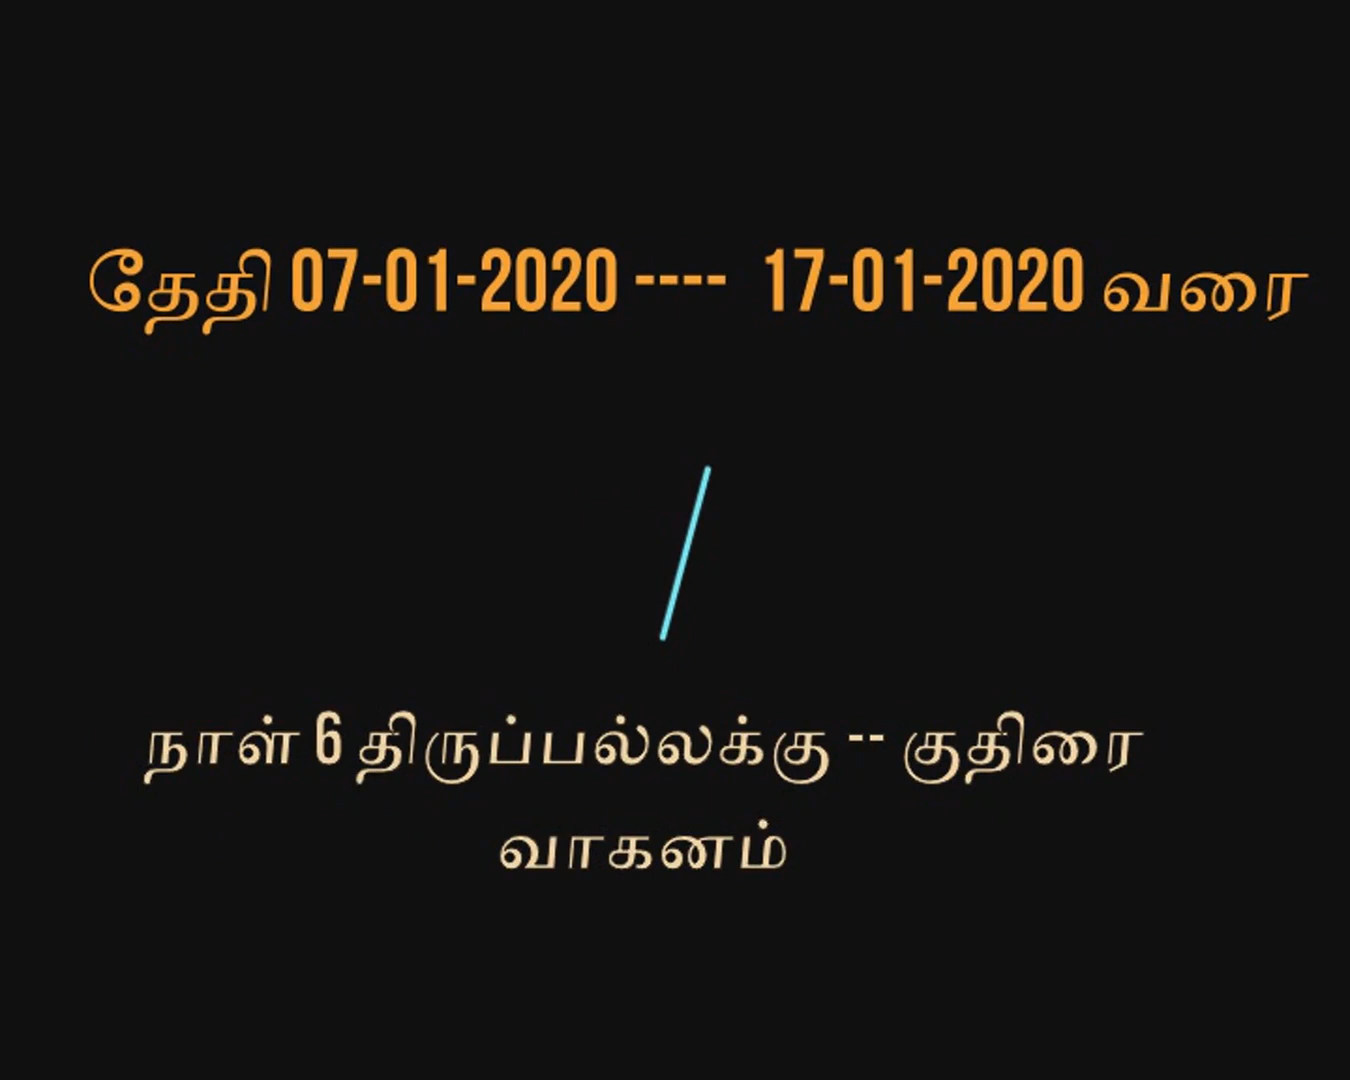 தேதி 07-01-2020 ---- 17-01-2020 வரை
நாள் 6 திருப்பல்லக்கு -- குதிரை
வாகனம்